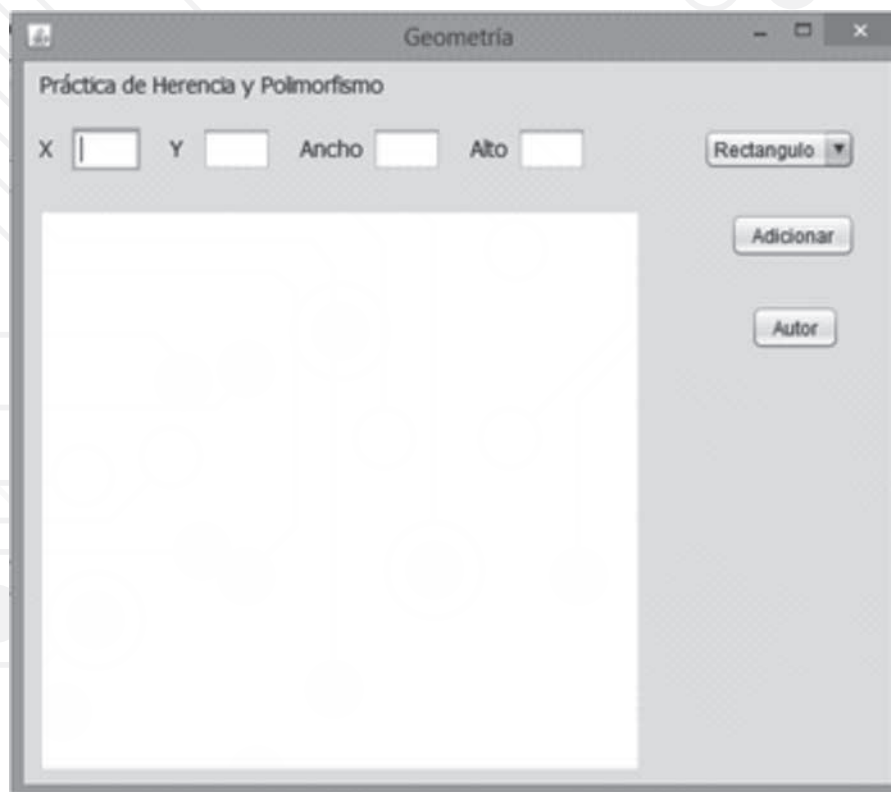 Geometría
Práctica de Herencia y Polimorfismo
X Y Ancho Alto Rectangulo
Adicionar
Autor